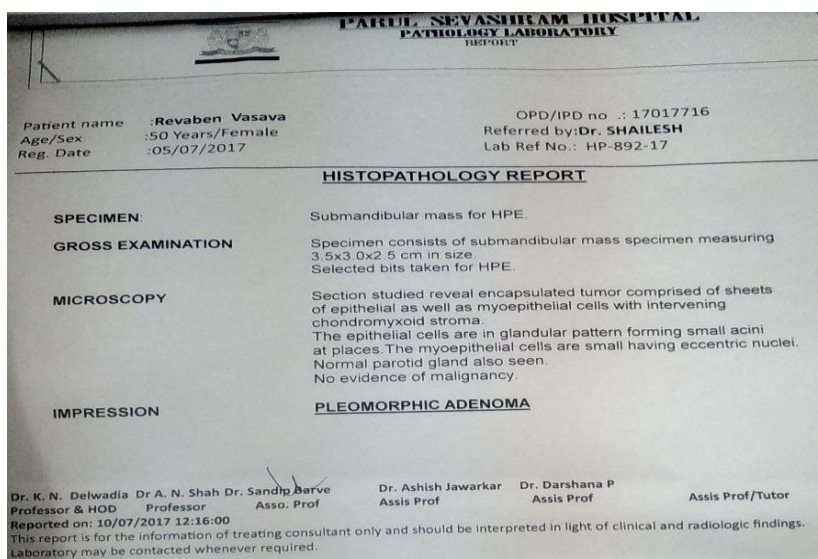 PARUL SEVASHRAM HOSPITAL
PATHOLOGY LABORATORY
REPORT
Patient name :Revaben Vasava OPD/IPD no .: 17017716
Age/Sex :50 Years/Female Referred by:Dr. SHAILESH
Reg. Date :05/07/2017 Lab Ref No.: HP-892-17
HISTOPATHOLOGY REPORT
SPECIMEN: Submandibular mass for HPE.
GROSS EXAMINATION Specimen consists of submandibular mass specimen measuring
3.5x3.0x2.5 cm in size.
Selected bits taken for HPE.
MICROSCOPY Section studied reveal encapsulated tumor comprised of sheets
of epithelial as well as myoepithelial cells with intervening
chondromyxoid stroma.
The epithelial cells are in glandular pattern forming small acini
at places.The myoepithelial cells are small having eccentric nuclei.
Normal parotid gland also seen.
No evidence of malignancy.
IMPRESSION PLEOMORPHIC ADENOMA
Dr. K. N. Delwadia Dr A. N. Shah Dr. Sandip Barve Dr. Ashish Jawarkar Dr. Darshana P
Professor & HOD Professor Asso. Prof Assis Prof Assis Prof Assis Prof/Tutor
Reported on: 10/07/2017 12:16:00
This report is for the information of treating consultant only and should be interpreted in light of clinical and radiologic findings.
Laboratory may be contacted whenever required.